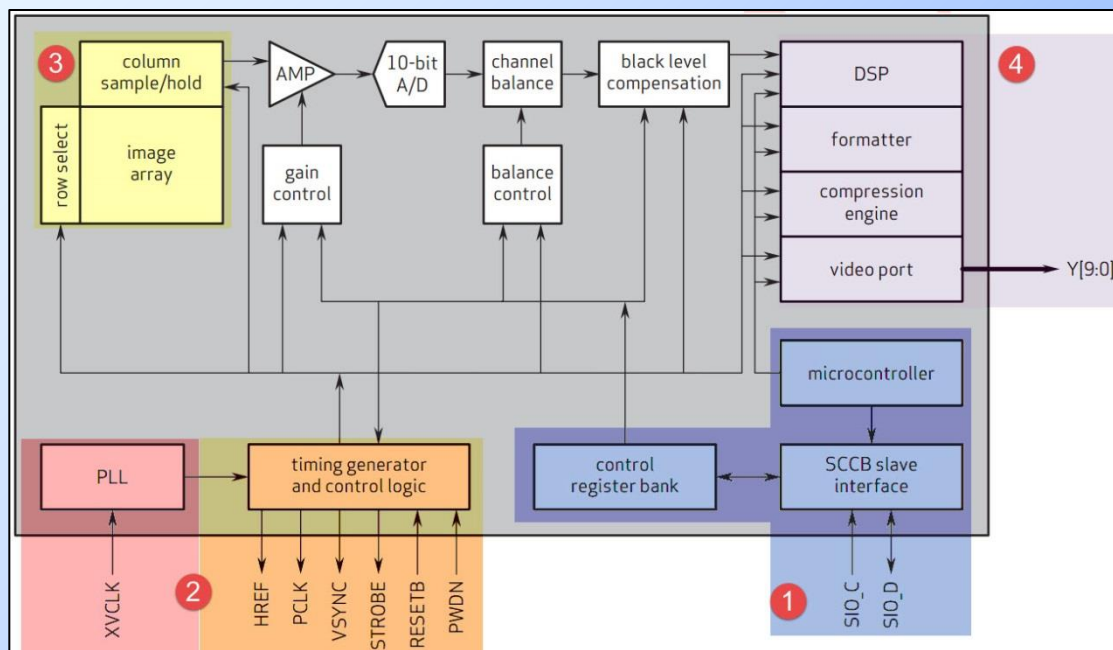 3
column
sample/hold
row select
image
array
AMP
10-bit
A/D
channel
balance
black level
compensation
gain
control
balance
control
4
DSP
formatter
compression
engine
video port
Y[9:0]
microcontroller
PLL
timing generator
and control logic
control
register bank
SCCB slave
interface
XVCLK
2
HREF
PCLK
VSYNC
STROBE
RESETB
PWDN
1
SIO_C
SIO_D